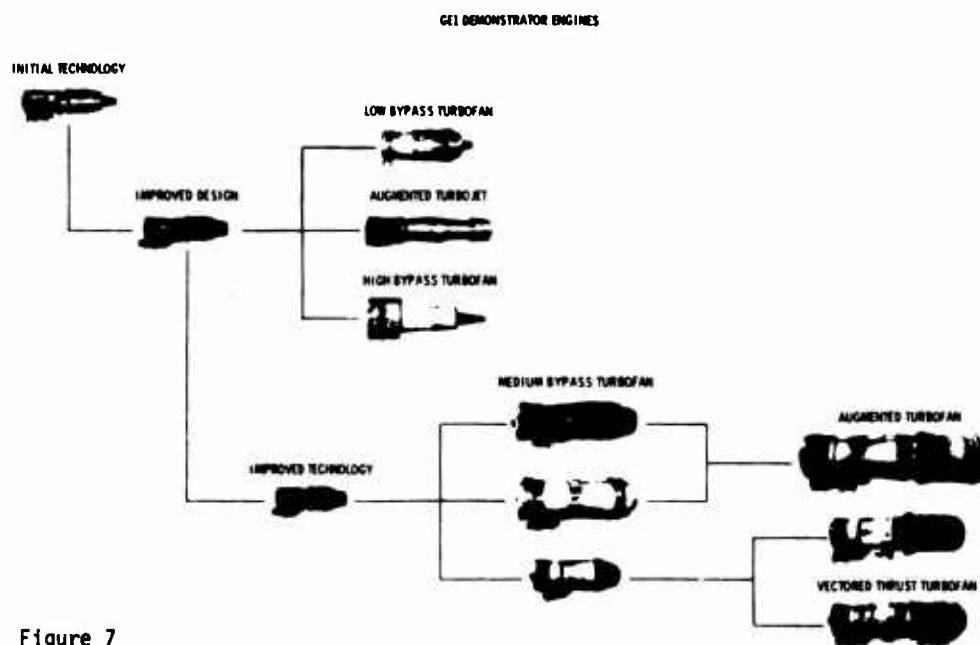 GE1 DEMONSTRATOR ENGINES
INITIAL TECHNOLOGY
LOW BYPASS TURBOFAN
IMPROVED DESIGN
AUGMENTED TURBOJET
HIGH BYPASS TURBOFAN
MEDIUM BYPASS TURBOFAN
AUGMENTED TURBOFAN
IMPROVED TECHNOLOGY
VECTORED THRUST TURBOFAN
Figure 7